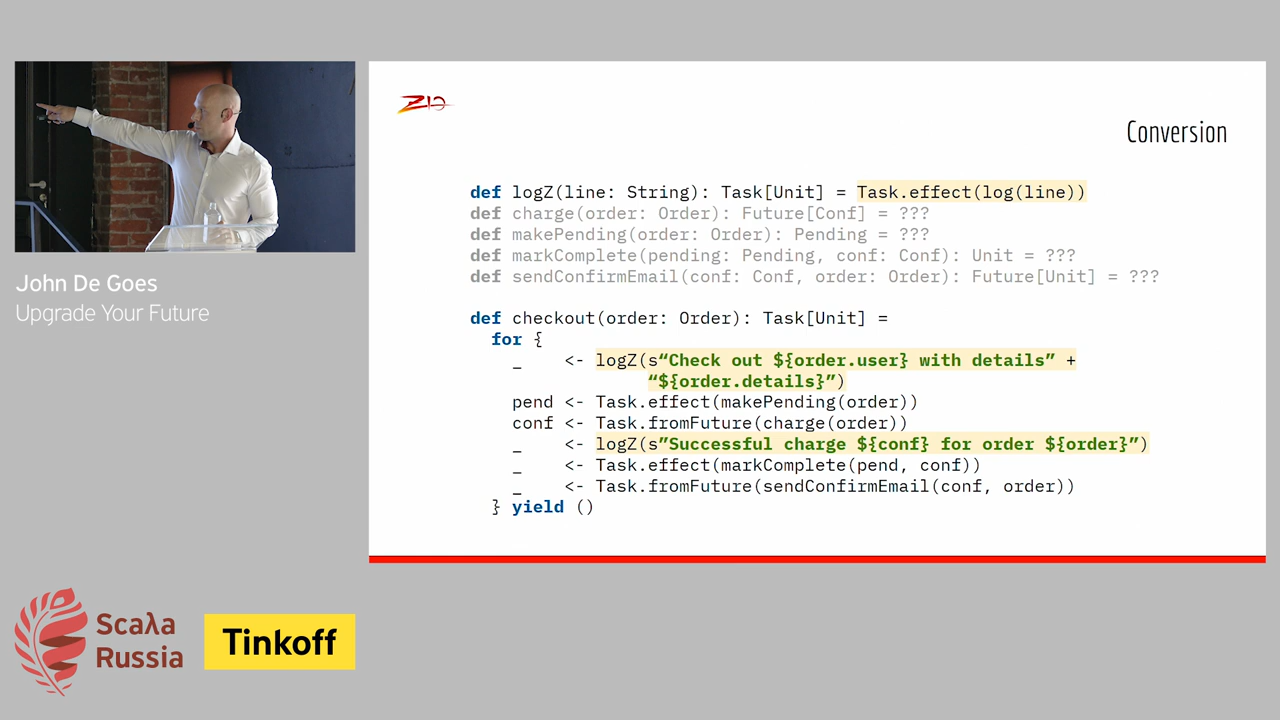 John De Goes
Upgrade Your Future
Scaλa
Russia
Tinkoff
ZIO
Conversion
def logZ(line: String): Task[Unit] = Task.effect(log(line))
def charge(order: Order): Future[Conf] = ???
def makePending(order: Order): Pending = ???
def markComplete(pending: Pending, conf: Conf): Unit = ???
def sendConfirmEmail(conf: Conf, order: Order): Future[Unit] = ???
def checkout(order: Order): Task[Unit] =
for {
_ <- logZ(s“Check out ${order.user} with details” +
“${order.details}”)
pend <- Task.effect(makePending(order))
conf <- Task.fromFuture(charge(order))
_ <- logZ(s”Successful charge ${conf} for order ${order}”)
_ <- Task.effect(markComplete(pend, conf))
_ <- Task.fromFuture(sendConfirmEmail(conf, order))
} yield ()